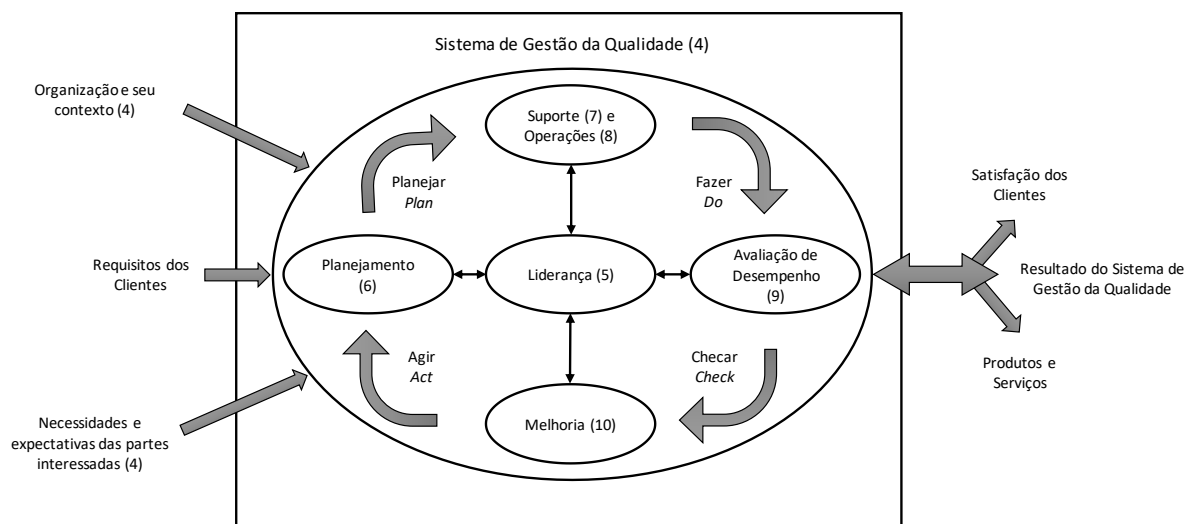 Sistema de Gestão da Qualidade (4)
Organização e seu
contexto (4)
Suporte (7) e
Operações (8)
Planejar
Plan
Fazer
Do
Satisfação dos
Clientes
Requisitos dos
Clientes
Planejamento
(6)
Liderança (5)
Avaliação de
Desempenho
(9)
Resultado do Sistema de
Gestão da Qualidade
Agir
Act
Checar
Check
Produtos e
Serviços
Necessidades e
expectativas das partes
interessadas (4)
Melhoria (10)